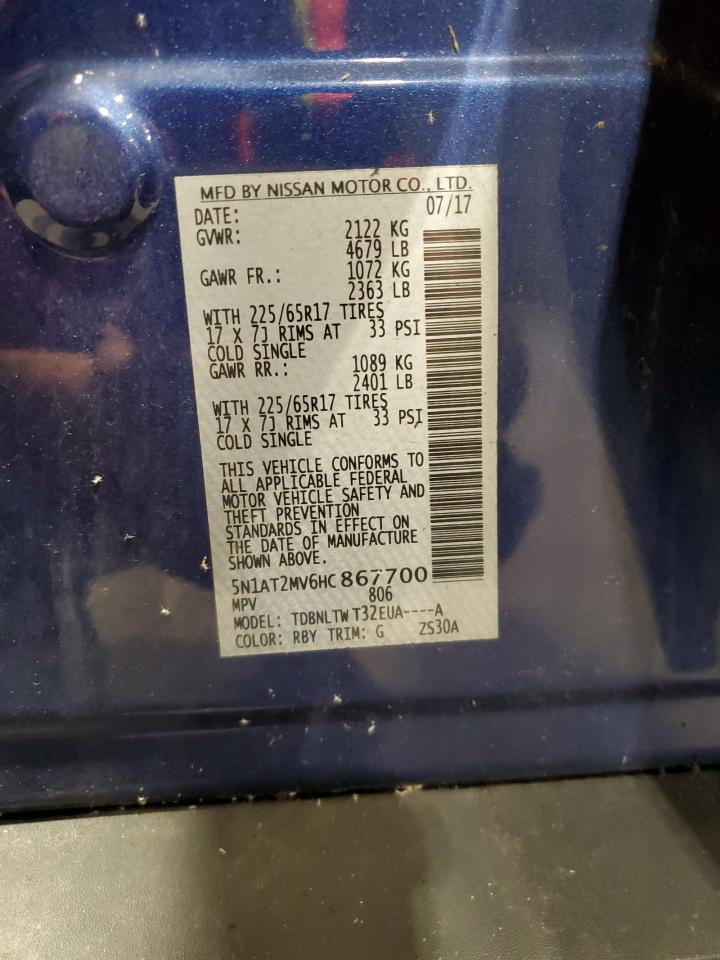 MFD BY NISSAN MOTOR CO., LTD.
DATE: 07/17
GVWR: 2122 KG
4679 LB
GAWR FR.: 1072 KG
2363 LB
WITH 225/65R17 TIRES
17 X 7J RIMS AT 33 PSI
COLD SINGLE
GAWR RR.: 1089 KG
2401 LB
WITH 225/65R17 TIRES
17 X 7J RIMS AT 33 PSI
COLD SINGLE
THIS VEHICLE CONFORMS TO
ALL APPLICABLE FEDERAL
MOTOR VEHICLE SAFETY AND
THEFT PREVENTION
STANDARDS IN EFFECT ON
THE DATE OF MANUFACTURE
SHOWN ABOVE.
5N1AT2MV6HC867700
MPV 806
MODEL: TDBNLTW T32EUA----A
COLOR: RBY TRIM: G ZS30A